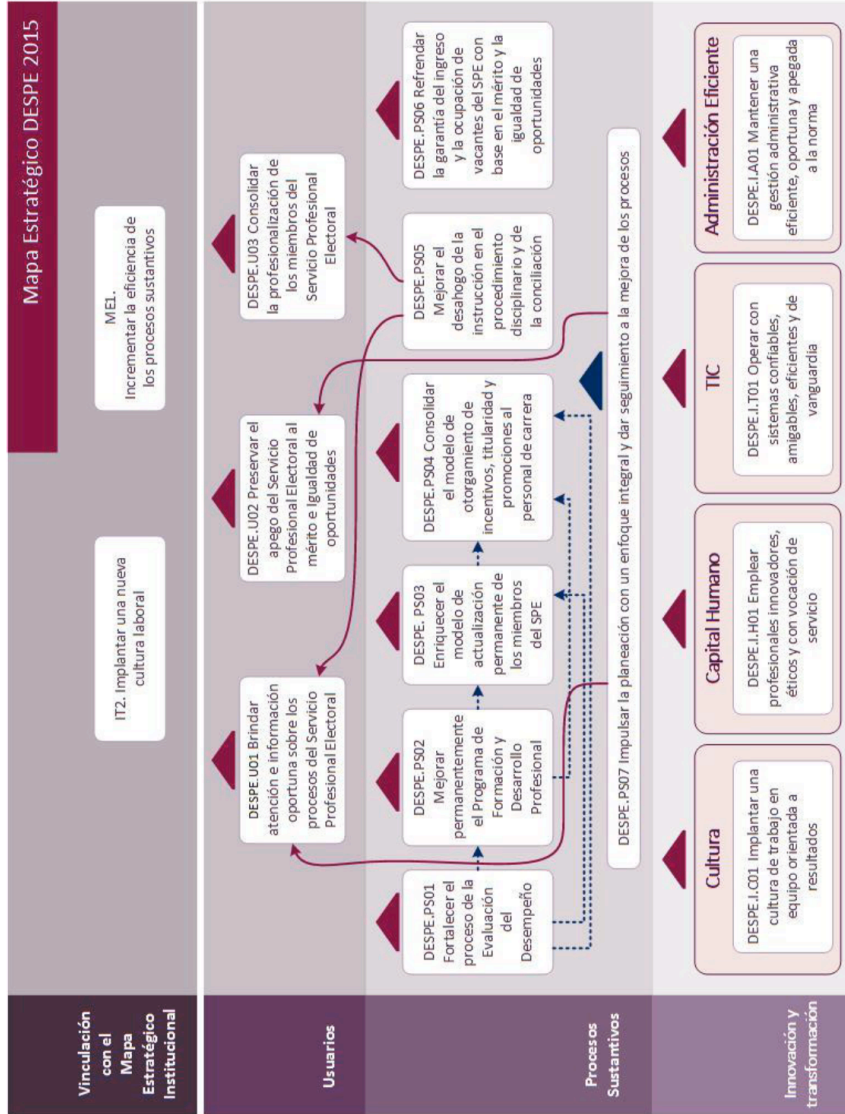 Mapa Estratégico DESPE 2015
Vinculación
con el
Mapa
Estratégico
Institucional
IT2. Implantar una nueva
cultura laboral
ME1.
Incrementar la eficiencia de
los procesos sustantivos
Usuarios
DESPE.U01 Brindar
atención e información
oportuna sobre los
procesos del Servicio
Profesional Electoral
DESPE.U02 Preservar el
apego del Servicio
Profesional Electoral al
mérito e Igualdad de
oportunidades
DESPE.U03 Consolidar
la profesionalización de
los miembros del
Servicio Profesional
Electoral
Procesos
Sustantivos
DESPE.PS01
Fortalecer el
proceso de la
Evaluación
del
Desempeño
DESPE.PS02
Mejorar
permanentemente
el Programa de
Formación y
Desarrollo
Profesional
DESPE. PS03
Enriquecer el
modelo de
actualización
permanente de
los miembros
del SPE
DESPE.PS04 Consolidar
el modelo de
otorgamiento de
incentivos, titularidad y
promociones al
personal de carrera
DESPE.PS05
Mejorar el
desahogo de la
instrucción en el
procedimiento
disciplinario y de
la conciliación
DESPE.PS06 Refrendar
la garantía del ingreso
y la ocupación de
vacantes del SPE con
base en el mérito y la
igualdad de
oportunidades
DESPE.PS07 Impulsar la planeación con un enfoque integral y dar seguimiento a la mejora de los procesos
Innovación y
transformación
Cultura
DESPE.I.C01 Implantar una
cultura de trabajo en
equipo orientada a
resultados
Capital Humano
DESPE.I.H01 Emplear
profesionales innovadores,
éticos y con vocación de
servicio
TIC
DESPE.I.T01 Operar con
sistemas confiables,
amigables, eficientes y de
vanguardia
Administración Eficiente
DESPE.I.A01 Mantener una
gestión administrativa
eficiente, oportuna y apegada
a la norma